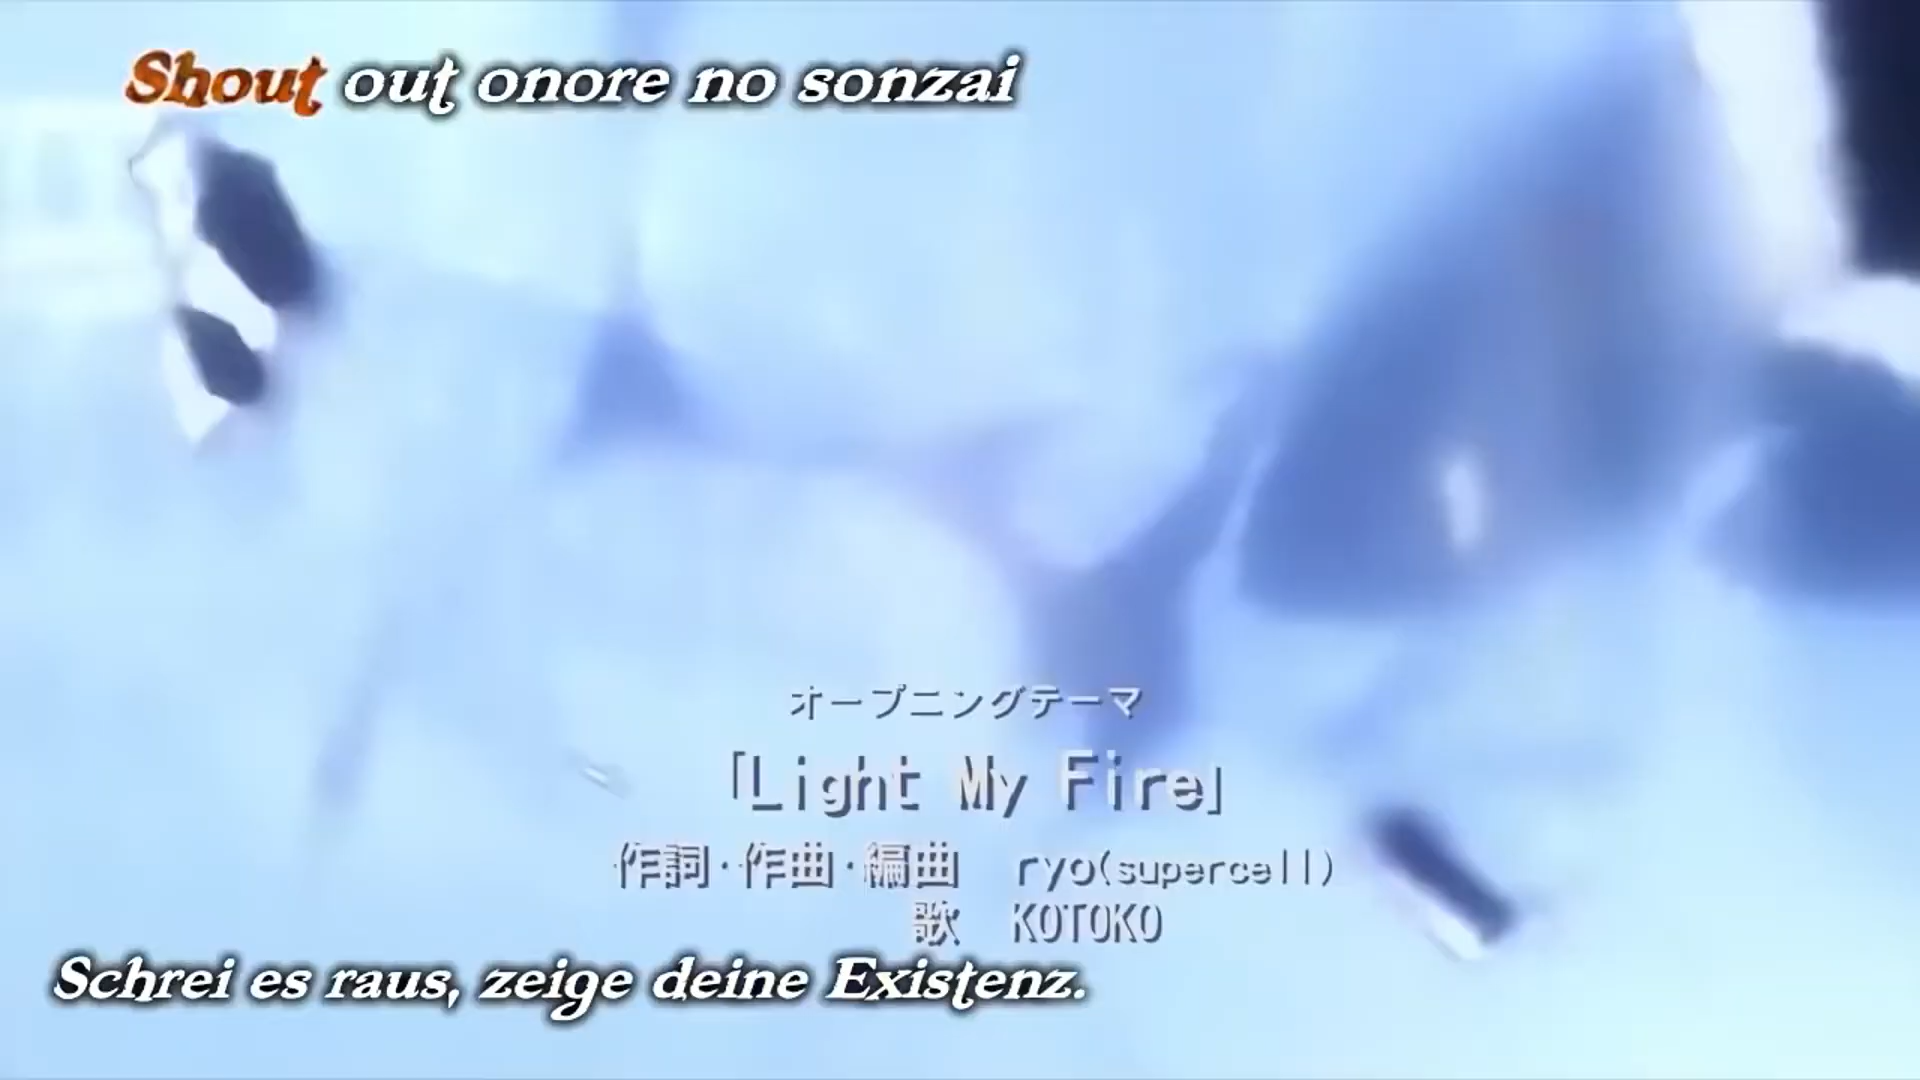 Shout out onore no sonzai
オープニングテーマ
「Light My Fire」
作詞・作曲・編曲　ryo(supercell)
歌　KOTOKO
Schrei es raus, zeige deine Existenz.